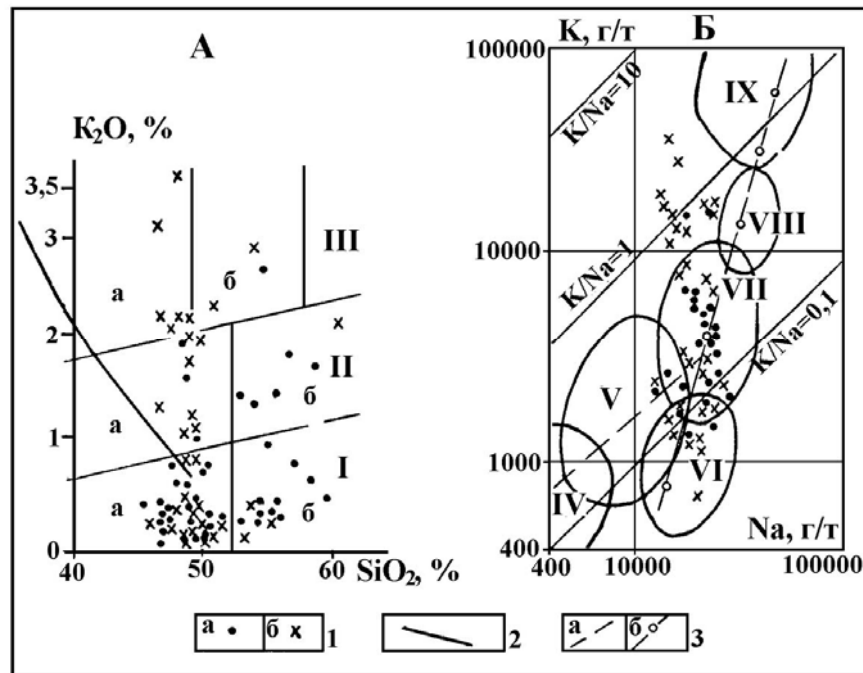 А
K₂O, %
3,5
3
2
1
0
40
50
60
SiO₂, %
а
б
III
а
II
б
а
I
б
K, г/т
Б
100000
10000
1000
400
400
10000
100000
Na, г/т
K/Na=10
K/Na=1
K/Na=0,1
IX
VIII
VII
V
VI
IV
а
б
1
2
а
б
3